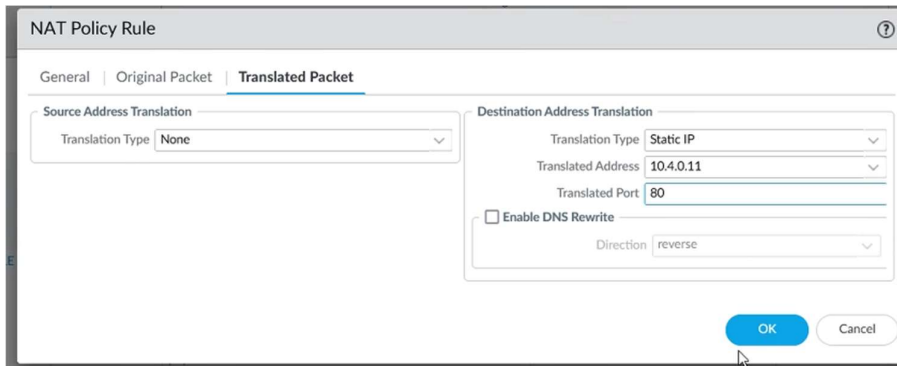 NAT Policy Rule
General | Original Packet | Translated Packet
Source Address Translation
Translation Type None
Destination Address Translation
Translation Type Static IP
Translated Address 10.4.0.11
Translated Port 80
Enable DNS Rewrite
Direction reverse
E
OK Cancel